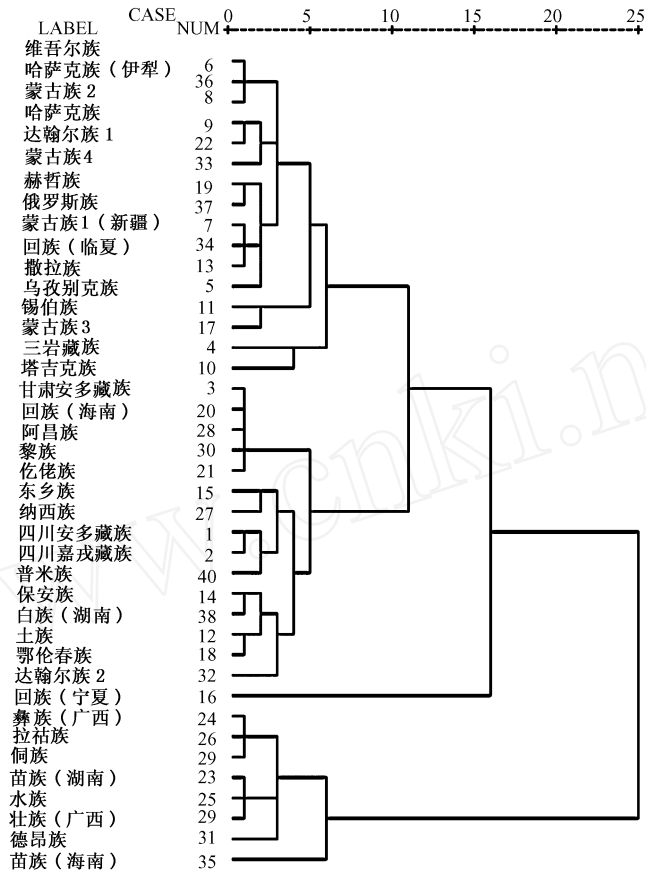 CASE 0 5 10 15 20 25
LABEL NUM
维吾尔族 6
哈萨克族（伊犁） 36
蒙古族 2 8
哈萨克族 9
达翰尔族 1 22
蒙古族4 33
赫哲族 19
俄罗斯族 37
蒙古族1（新疆） 7
回族（临夏） 34
撒拉族 13
乌孜别克族 5
锡伯族 11
蒙古族3 17
三岩藏族 4
塔吉克族 10
甘肃安多藏族 3
回族（海南） 20
阿昌族 28
黎族 30
仡佬族 21
东乡族 15
纳西族 27
四川安多藏族 1
四川嘉戎藏族 2
普米族 40
保安族 14
白族（湖南） 38
土族 12
鄂伦春族 18
达翰尔族 2 32
回族（宁夏） 16
彝族（广西） 24
拉祜族 26
侗族 29
苗族（湖南） 23
水族 25
壮族（广西） 29
德昂族 31
苗族（海南） 35
www.cnki.n